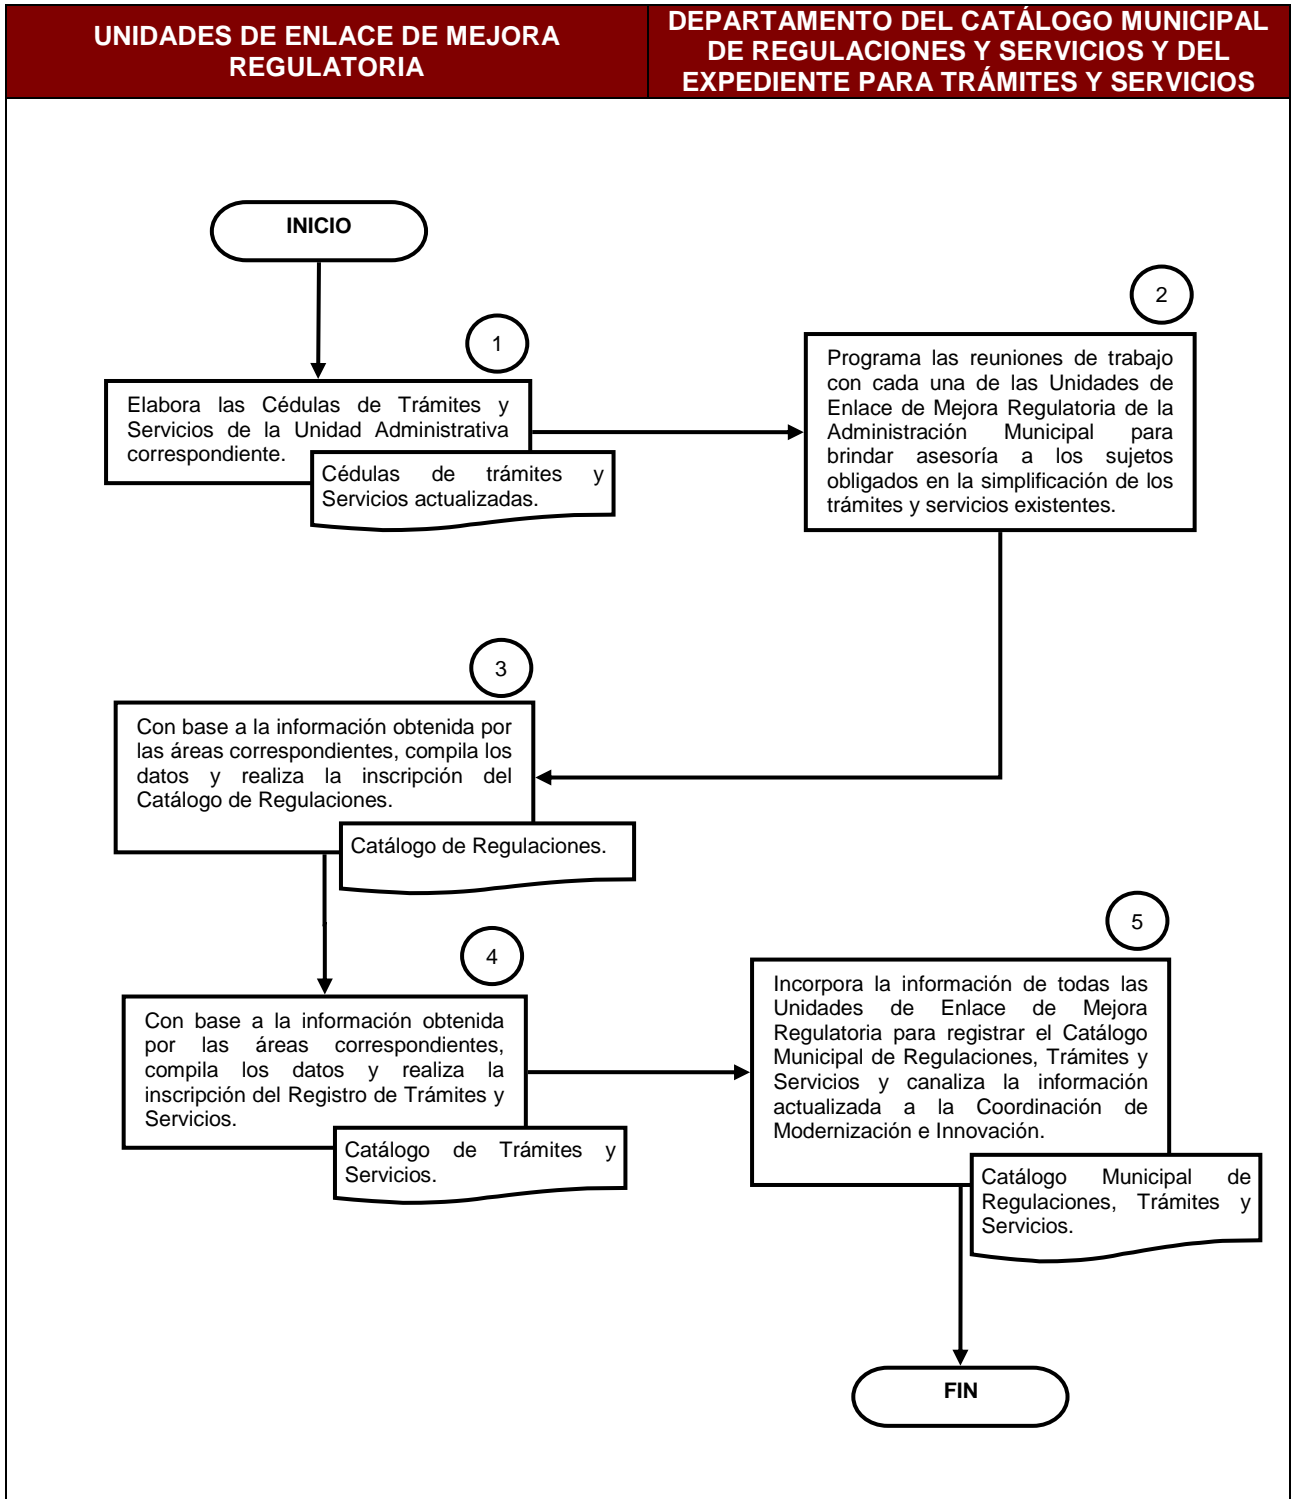 UNIDADES DE ENLACE DE MEJORA
REGULATORIA
DEPARTAMENTO DEL CATÁLOGO MUNICIPAL
DE REGULACIONES Y SERVICIOS Y DEL
EXPEDIENTE PARA TRÁMITES Y SERVICIOS
INICIO
1
Elabora las Cédulas de Trámites y
Servicios de la Unidad Administrativa
correspondiente.
Cédulas de trámites y
Servicios actualizadas.
2
Programa las reuniones de trabajo
con cada una de las Unidades de
Enlace de Mejora Regulatoria de la
Administración Municipal para
brindar asesoría a los sujetos
obligados en la simplificación de los
trámites y servicios existentes.
3
Con base a la información obtenida por
las áreas correspondientes, compila los
datos y realiza la inscripción del
Catálogo de Regulaciones.
Catálogo de Regulaciones.
4
Con base a la información obtenida
por las áreas correspondientes,
compila los datos y realiza la
inscripción del Registro de Trámites y
Servicios.
Catálogo de Trámites y
Servicios.
5
Incorpora la información de todas las
Unidades de Enlace de Mejora
Regulatoria para registrar el Catálogo
Municipal de Regulaciones, Trámites y
Servicios y canaliza la información
actualizada a la Coordinación de
Modernización e Innovación.
Catálogo Municipal de
Regulaciones, Trámites y
Servicios.
FIN